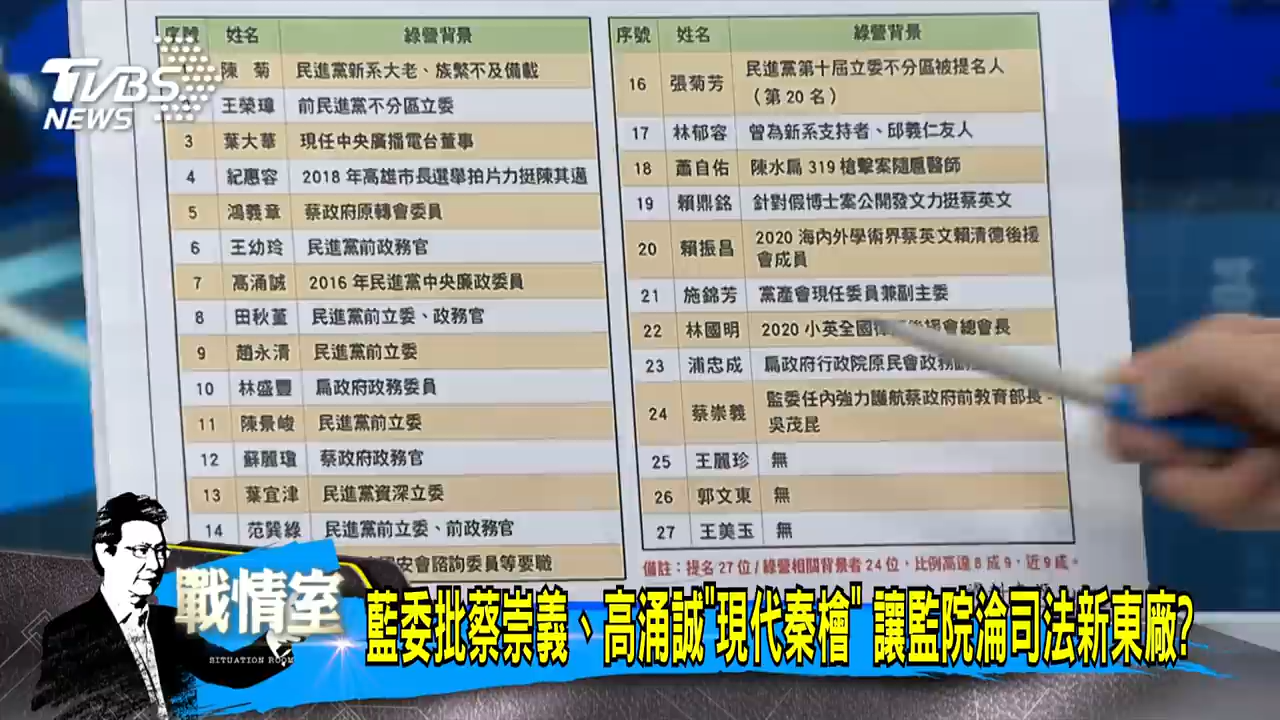 TVBS
NEWS
序號 姓名 綠營背景
陳 菊 民進黨新系大老、族繁不及備載
王榮璋 前民進黨不分區立委
3 葉大華 現任中央廣播電台董事
4 紀惠容 2018年高雄市長選舉拍片力挺陳其邁
5 鴻義章 蔡政府原轉會委員
6 王幼玲 民進黨前政務官
7 高涌誠 2016年民進黨中央廉政委員
8 田秋堇 民進黨前立委、政務官
9 趙永清 民進黨前立委
10 林盛豐 扁政府政務委員
11 陳景峻 民進黨前立委
12 蘇麗瓊 蔡政府政務官
13 葉宜津 民進黨資深立委
14 范巽綠 民進黨前立委、前政務官
國安會諮詢委員等要職
序號 姓名 綠營背景
16 張菊芳 民進黨第十屆立委不分區被提名人
（第20名）
17 林郁容 曾為新系支持者、邱義仁友人
18 蕭自佑 陳水扁319槍擊案隨扈醫師
19 賴鼎銘 針對假博士案公開發文力挺蔡英文
20 賴振昌 2020海內外學術界蔡英文賴清德後援
會成員
21 施錦芳 黨產會現任委員兼副主委
22 林國明 2020小英全國律師後援會總會長
23 浦忠成 扁政府行政院原民會政務副
24 蔡崇義 監委任內強力護航蔡政府前教育部長-
吳茂昆
25 王麗珍 無
26 郭文東 無
27 王美玉 無
備註：提名27位/綠營相關背景者24位，比例高達8成9，近9成。
戰情室
SITUATION ROOM
藍委批蔡崇義、高涌誠"現代秦檜" 讓監院淪司法新東廠?